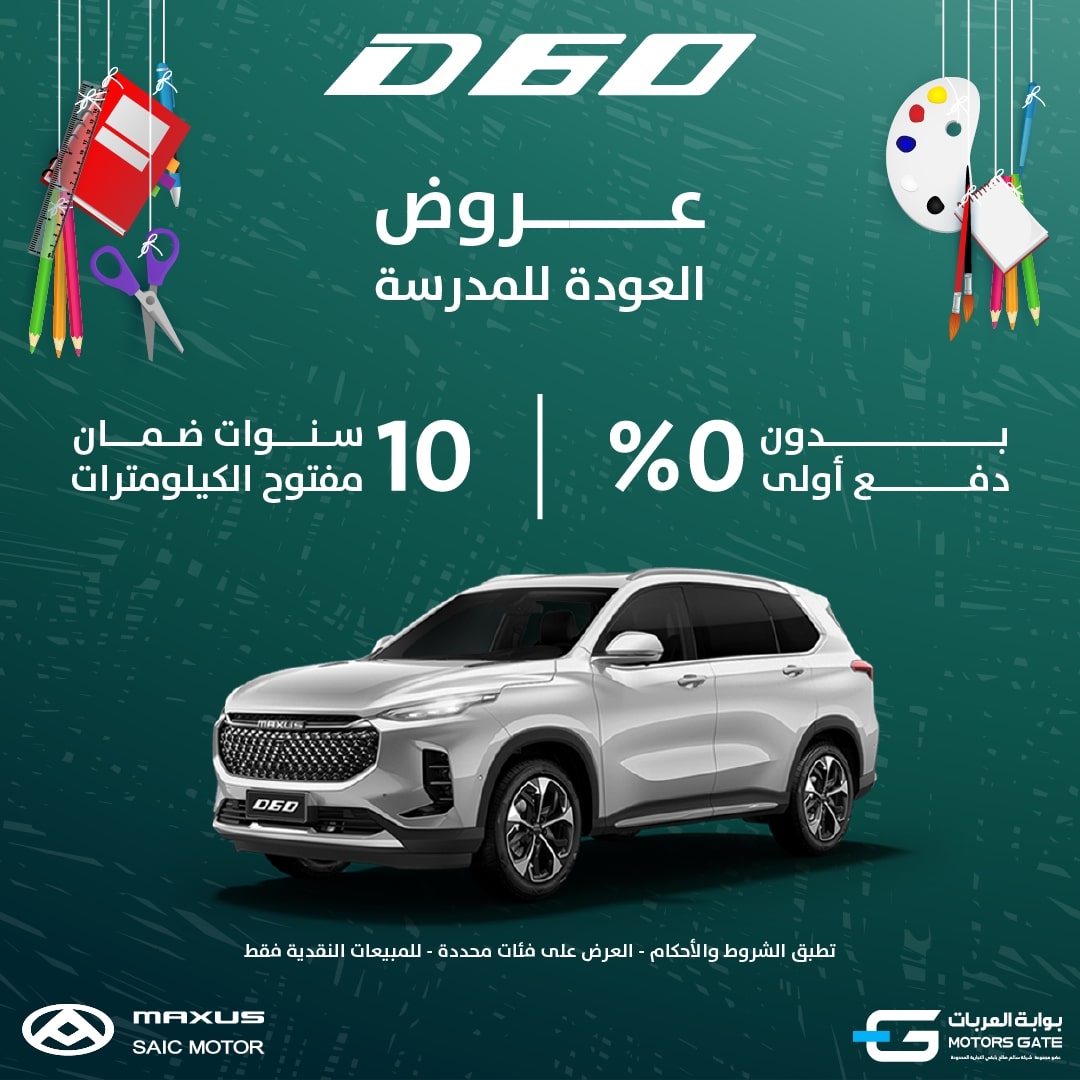 D60
عروض
العودة للمدرسة
بدون
دفع أولى
%0
10
سنوات ضمان
مفتوح الكيلومترات
MAXUS
D60
تطبق الشروط والأحكام - العرض على فئات محددة - للمبيعات النقدية فقط
MAXUS
SAIC MOTOR
بوابة العربات
MOTORS GATE